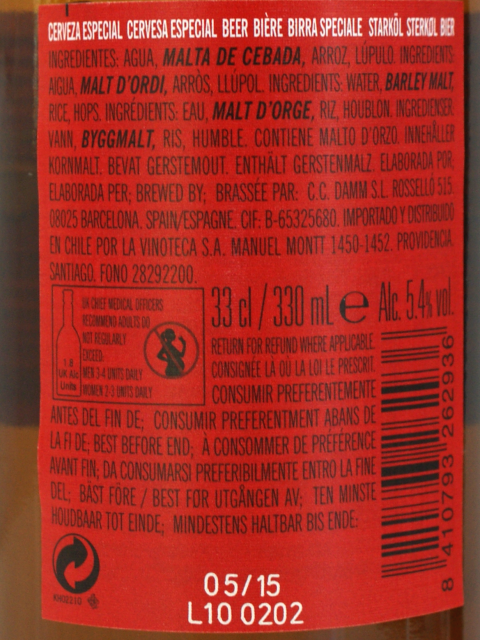 CERVEZA ESPECIAL CERVESA ESPECIAL BEER BIÈRE BIRRA SPECIALE STARKÖL STERKØL BIER
INGREDIENTES: AGUA, MALTA DE CEBADA, ARROZ, LÚPULO. INGREDIENTS:
AIGUA, MALT D'ORDI, ARRÒS, LLÚPOL. INGREDIENTS: WATER, BARLEY MALT,
RICE, HOPS. INGRÉDIENTS: EAU, MALT D'ORGE, RIZ, HOUBLON. INGREDIENSER:
VANN, BYGGMALT, RIS, HUMBLE. CONTIENE MALTO D'ORZO. INNEHÅLLER
KORNMALT. BEVAT GERSTEMOUT. ENTHÄLT GERSTENMALZ. ELABORADA POR;
ELABORADA PER; BREWED BY; BRASSÉE PAR: C.C. DAMM S.L. ROSSELLÓ 515.
08025 BARCELONA. SPAIN/ESPAGNE. CIF: B-65325680. IMPORTADO Y DISTRIBUIDO
EN CHILE POR LA VINOTECA S.A. MANUEL MONTT 1450-1452. PROVIDENCIA.
SANTIAGO. FONO 28292200.
UK CHIEF MEDICAL OFFICERS
RECOMMEND ADULTS DO
NOT REGULARLY
EXCEED:
MEN 3-4 UNITS DAILY
WOMEN 2-3 UNITS DAILY
1.8
UK Alc
Units
33 cl / 330 mL e Alc. 5.4% vol.
RETURN FOR REFUND WHERE APPLICABLE.
CONSIGNÉE LÀ OÙ LA LOI LE PRESCRIT.
CONSUMIR PREFERENTEMENTE
ANTES DEL FIN DE; CONSUMIR PREFERENTMENT ABANS DE
LA FI DE; BEST BEFORE END; À CONSOMMER DE PRÉFÉRENCE
AVANT FIN; DA CONSUMARSI PREFERIBILMENTE ENTRO LA FINE
DEL; BÄST FÖRE / BEST FØR UTGÅNGEN AV; TEN MINSTE
HOUDBAAR TOT EINDE; MINDESTENS HALTBAR BIS ENDE:
8 410793 262936
05/15
L10 0202